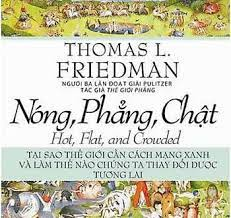 THOMAS L.
FRIEDMAN
NGƯỜI BA LẦN ĐOẠT GIẢI PULITZER
TÁC GIẢ THẾ GIỚI PHẲNG
Nóng, Phẳng, Chật
Hot, Flat, and Crowded
TẠI SAO THẾ GIỚI CẦN CÁCH MẠNG XANH
VÀ LÀM THẾ NÀO CHÚNG TA THAY ĐỔI ĐƯỢC
TƯƠNG LAI